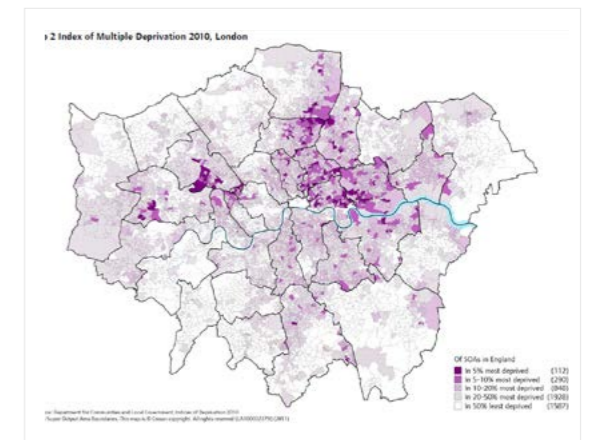 2 Index of Multiple Deprivation 2010, London
Of SOAs in England
In 5% most deprived (112)
In 5-10% most deprived (290)
In 10-20% most deprived (848)
In 20-50% most deprived (1928)
In 50% least deprived (1587)
Department for Communities and Local Government, Indices of Deprivation 2010
Output Area Boundaries, This map is © Crown copyright. All rights reserved